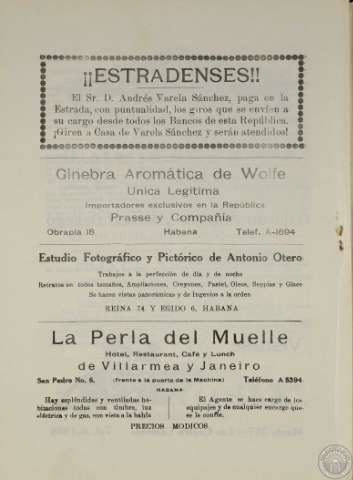 ¡¡ESTRADENSES!!
El Sr. D. Andrés Varela Sánchez, paga en la
Estrada, con puntualidad, los giros que se envíen a
su cargo desde todos los Bancos de esta República.
¡Giren a Casa de Varela Sánchez y serán atendidos!
Ginebra Aromática de Wolfe
Unica Legítima
Importadores exclusivos en la República
Prasse y Compañía
Obrapía 18 Habana Telef. A-1694
Estudio Fotográfico y Pictórico de Antonio Otero
Trabajos a la perfección de día y de noche
Retratos en todos tamaños, Ampliaciones, Creyones, Pastel, Oleos, Seppias y Glace
Se hacen vistas panorámicas y de Ingenios a la orden
REINA 74 Y EGIDO 6, HABANA
La Perla del Muelle
Hotel, Restaurant, Café y Lunch
de Villarmea y Janeiro
San Pedro No. 6. (frente a la puerta de la Machina) Teléfono A 5394
HABANA
Hay espléndidas y ventiladas ha-
bitaciones todas con timbre, luz
eléctrica y de gas, con vista a la bahía
El Agente se hace cargo de los
equipajes y de cualquier encargo que
se le confíe.
PRECIOS MODICOS